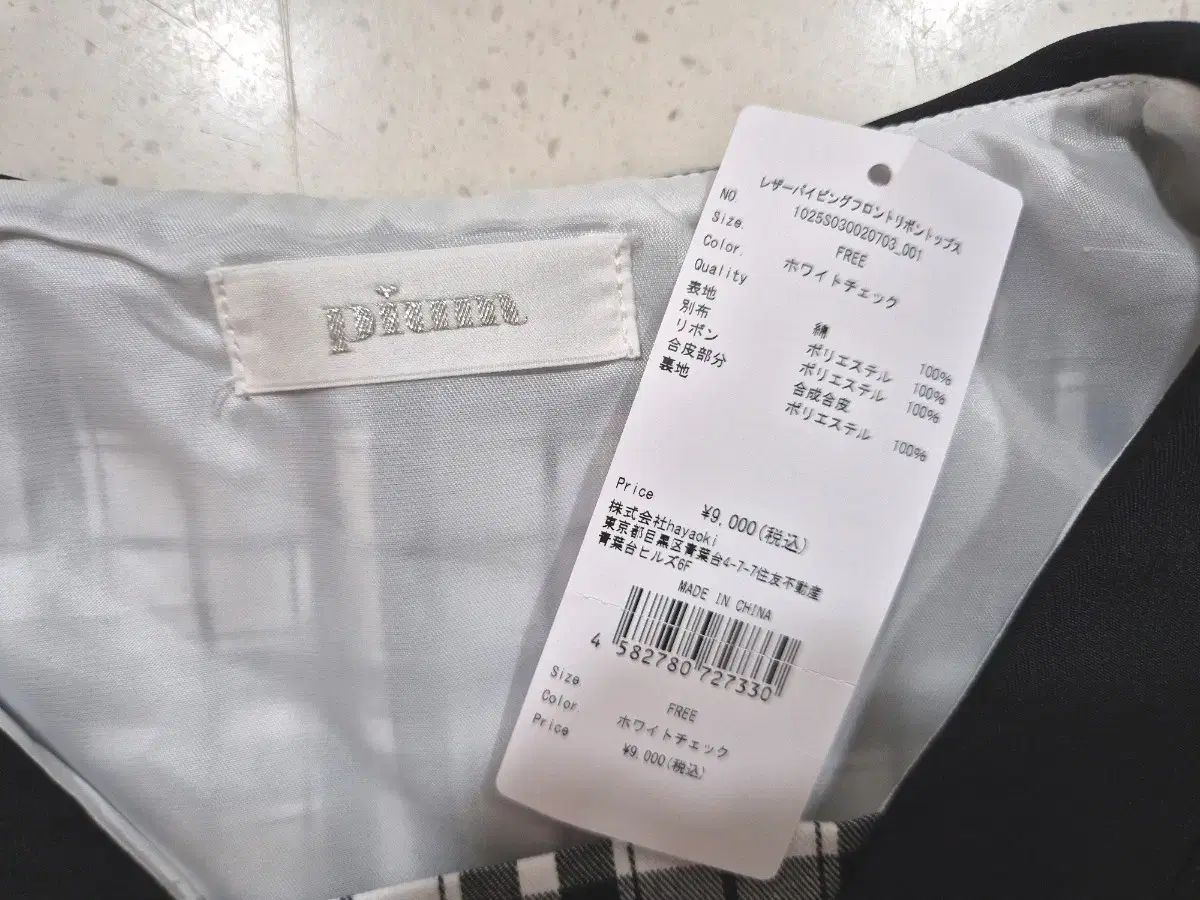 pium
レザーパイピングフロントリボントップス
NO. 1025S030020703_001
Size. FREE
Color. ホワイトチェック
Quality
表地 綿 100%
別布 ポリエステル 100%
リボン ポリエステル 100%
合皮部分 合成合皮
裏地 ポリエステル 100%
Price ¥9,000(税込)
株式会社hayaoki
東京都目黒区青葉台4-7-7住友不動産
青葉台ヒルズ6F
MADE IN CHINA
4 582780 727330
Size FREE
Color ホワイトチェック
Price ¥9,000(税込)